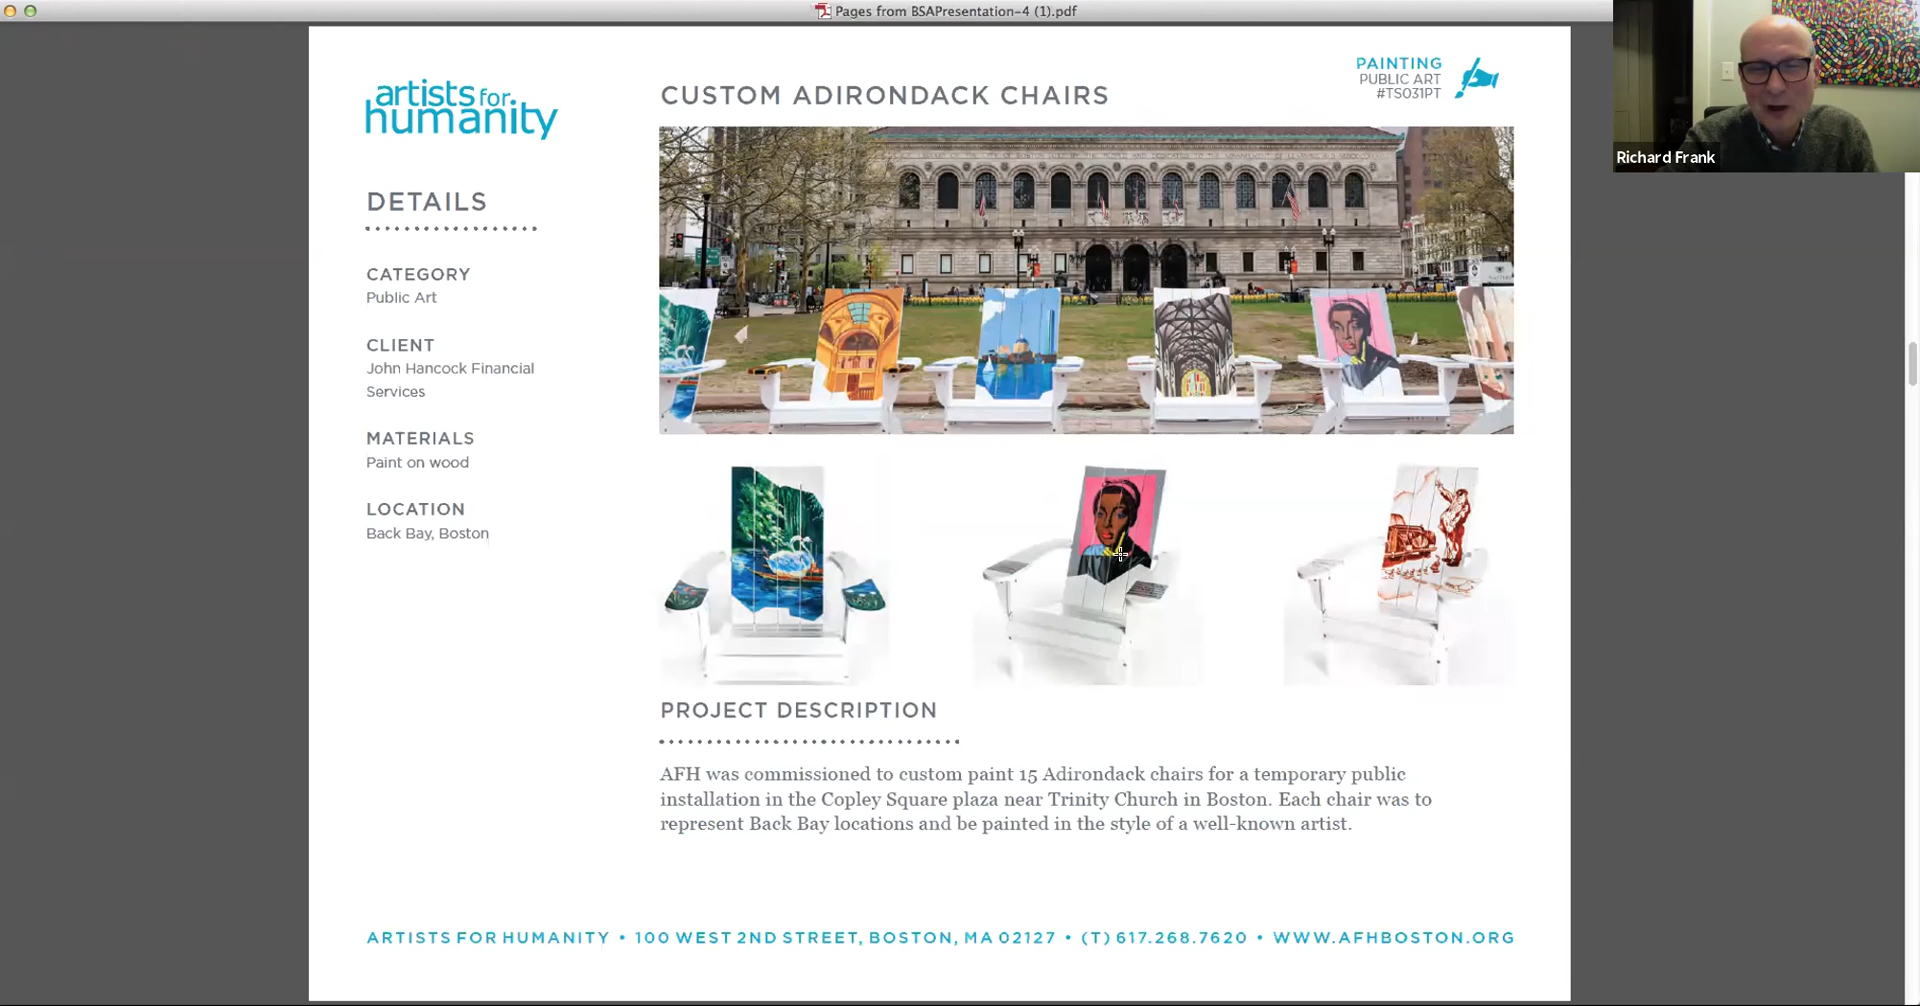 Pages from BSAPresentation-4 (1).pdf
artists for
humanity
CUSTOM ADIRONDACK CHAIRS
PAINTING
PUBLIC ART
#TS031PT
Richard Frank
DETAILS
CATEGORY
Public Art
CLIENT
John Hancock Financial
Services
MATERIALS
Paint on wood
LOCATION
Back Bay, Boston
PROJECT DESCRIPTION
AFH was commissioned to custom paint 15 Adirondack chairs for a temporary public
installation in the Copley Square plaza near Trinity Church in Boston. Each chair was to
represent Back Bay locations and be painted in the style of a well-known artist.
ARTISTS FOR HUMANITY • 100 WEST 2ND STREET, BOSTON, MA 02127 • (T) 617.268.7620 • WWW.AFHBOSTON.ORG